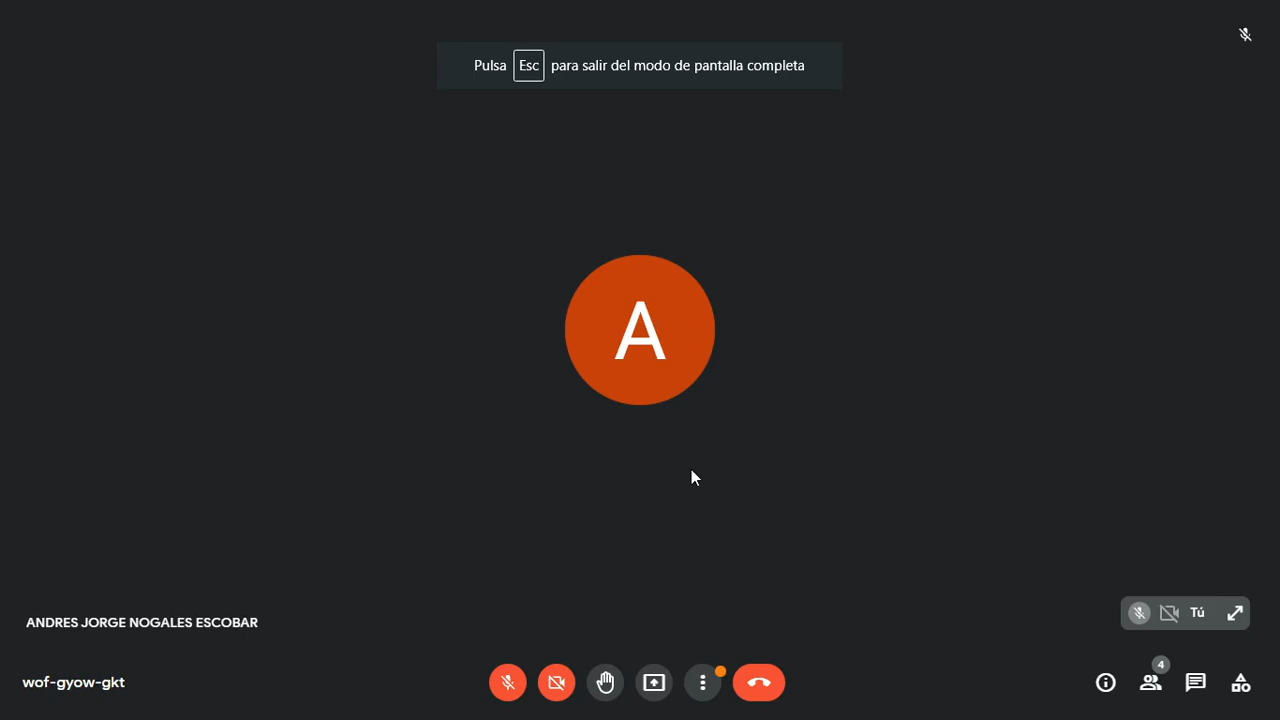 Pulsa Esc para salir del modo de pantalla completa
A
ANDRES JORGE NOGALES ESCOBAR
Tú
wof-gyow-gkt
4